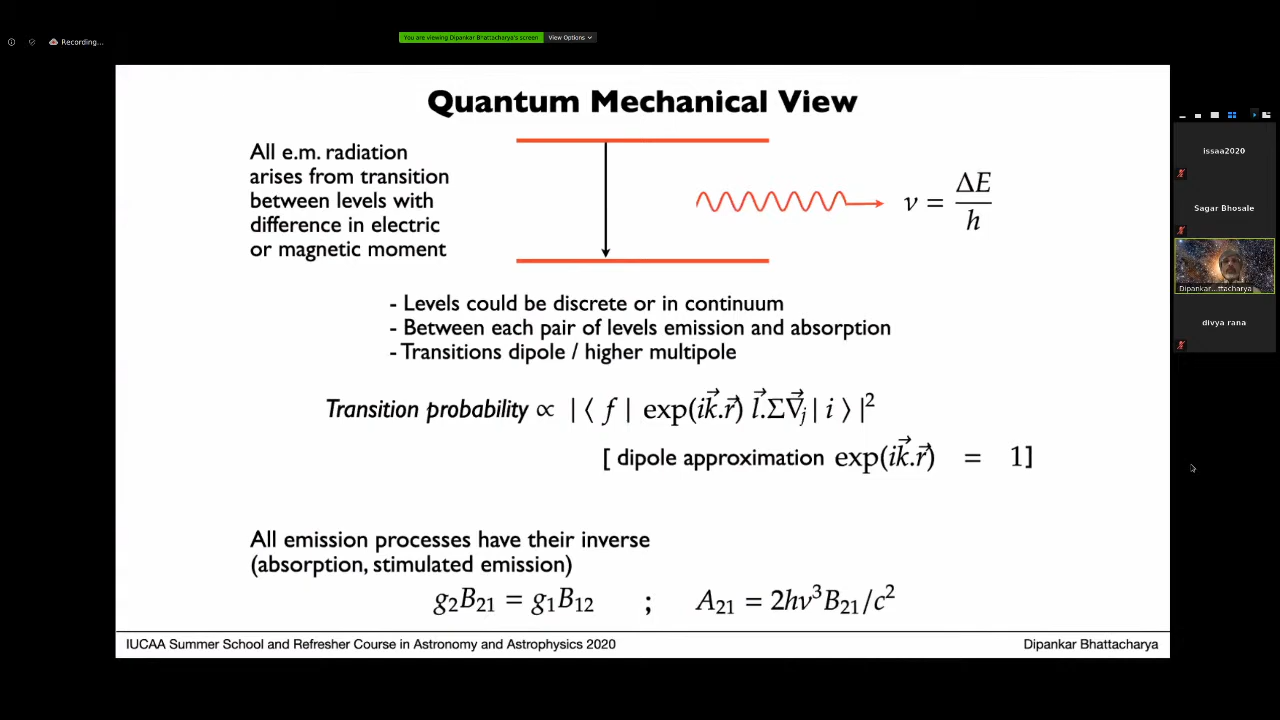 Recording...
You are viewing Dipankar Bhattacharya's screen View Options
Quantum Mechanical View
All e.m. radiation
arises from transition
between levels with
difference in electric
or magnetic moment
ν = ΔE / h
- Levels could be discrete or in continuum
- Between each pair of levels emission and absorption
- Transitions dipole / higher multipole
Transition probability ∝ |⟨ f | exp(ik⃗.r⃗) l⃗.Σ∇⃗ⱼ | i ⟩|²
[ dipole approximation exp(ik⃗.r⃗) = 1]
All emission processes have their inverse
(absorption, stimulated emission)
g₂B₂₁ = g₁B₁₂ ; A₂₁ = 2hν³B₂₁/c²
IUCAA Summer School and Refresher Course in Astronomy and Astrophysics 2020 Dipankar Bhattacharya
issaa2020
Sagar Bhosale
Dipankar...ttacharya
divya rana